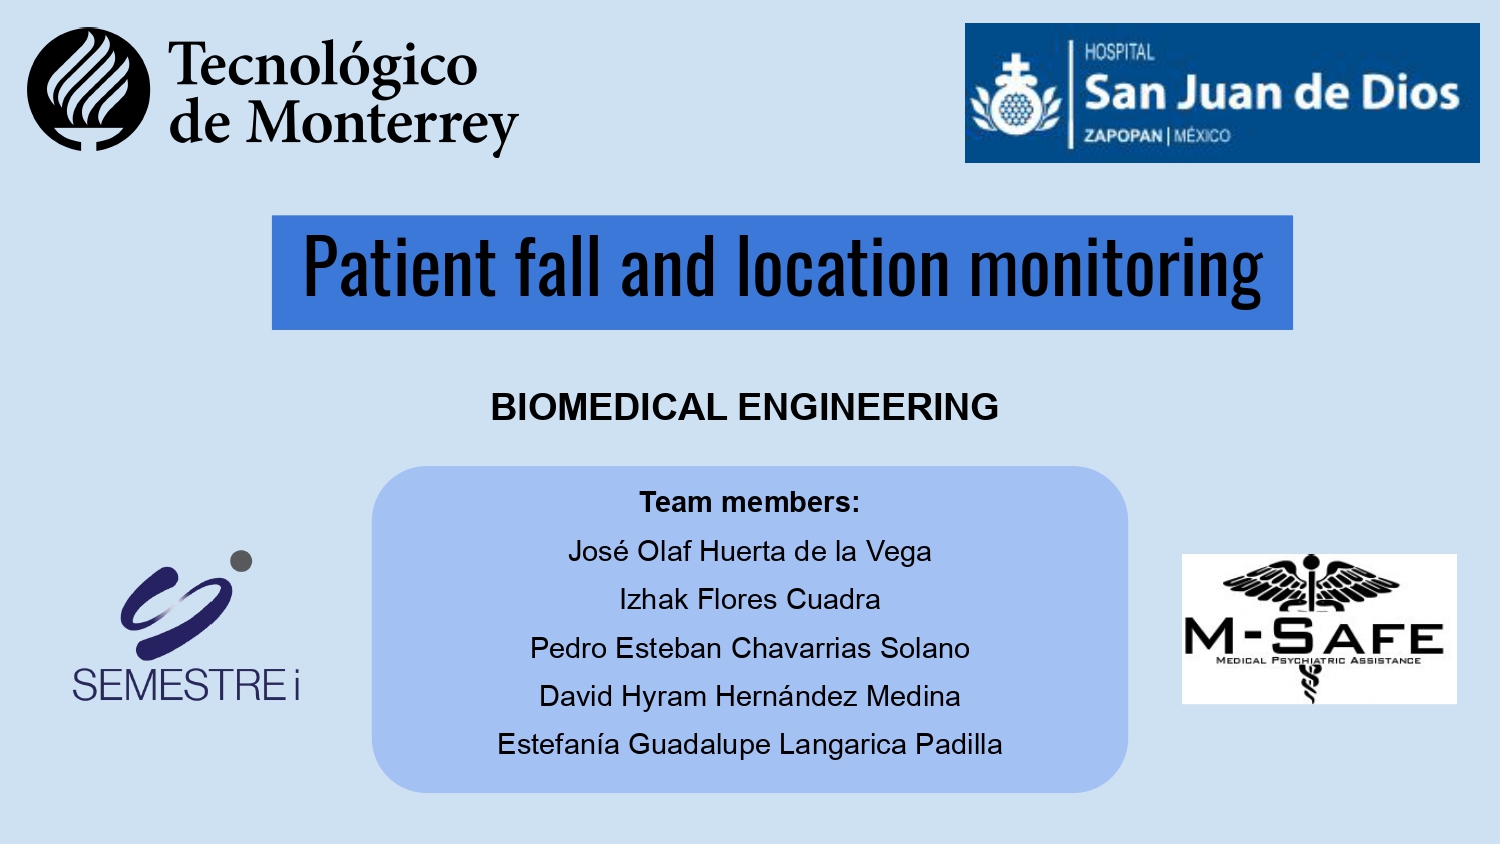 Tecnológico
de Monterrey
HOSPITAL
San Juan de Dios
ZAPOPAN | MÉXICO
Patient fall and location monitoring
BIOMEDICAL ENGINEERING
Team members:
José Olaf Huerta de la Vega
Izhak Flores Cuadra
Pedro Esteban Chavarrias Solano
David Hyram Hernández Medina
Estefanía Guadalupe Langarica Padilla
SEMESTRE i
M-SAFE
MEDICAL PSYCHIATRIC ASSISTANCE